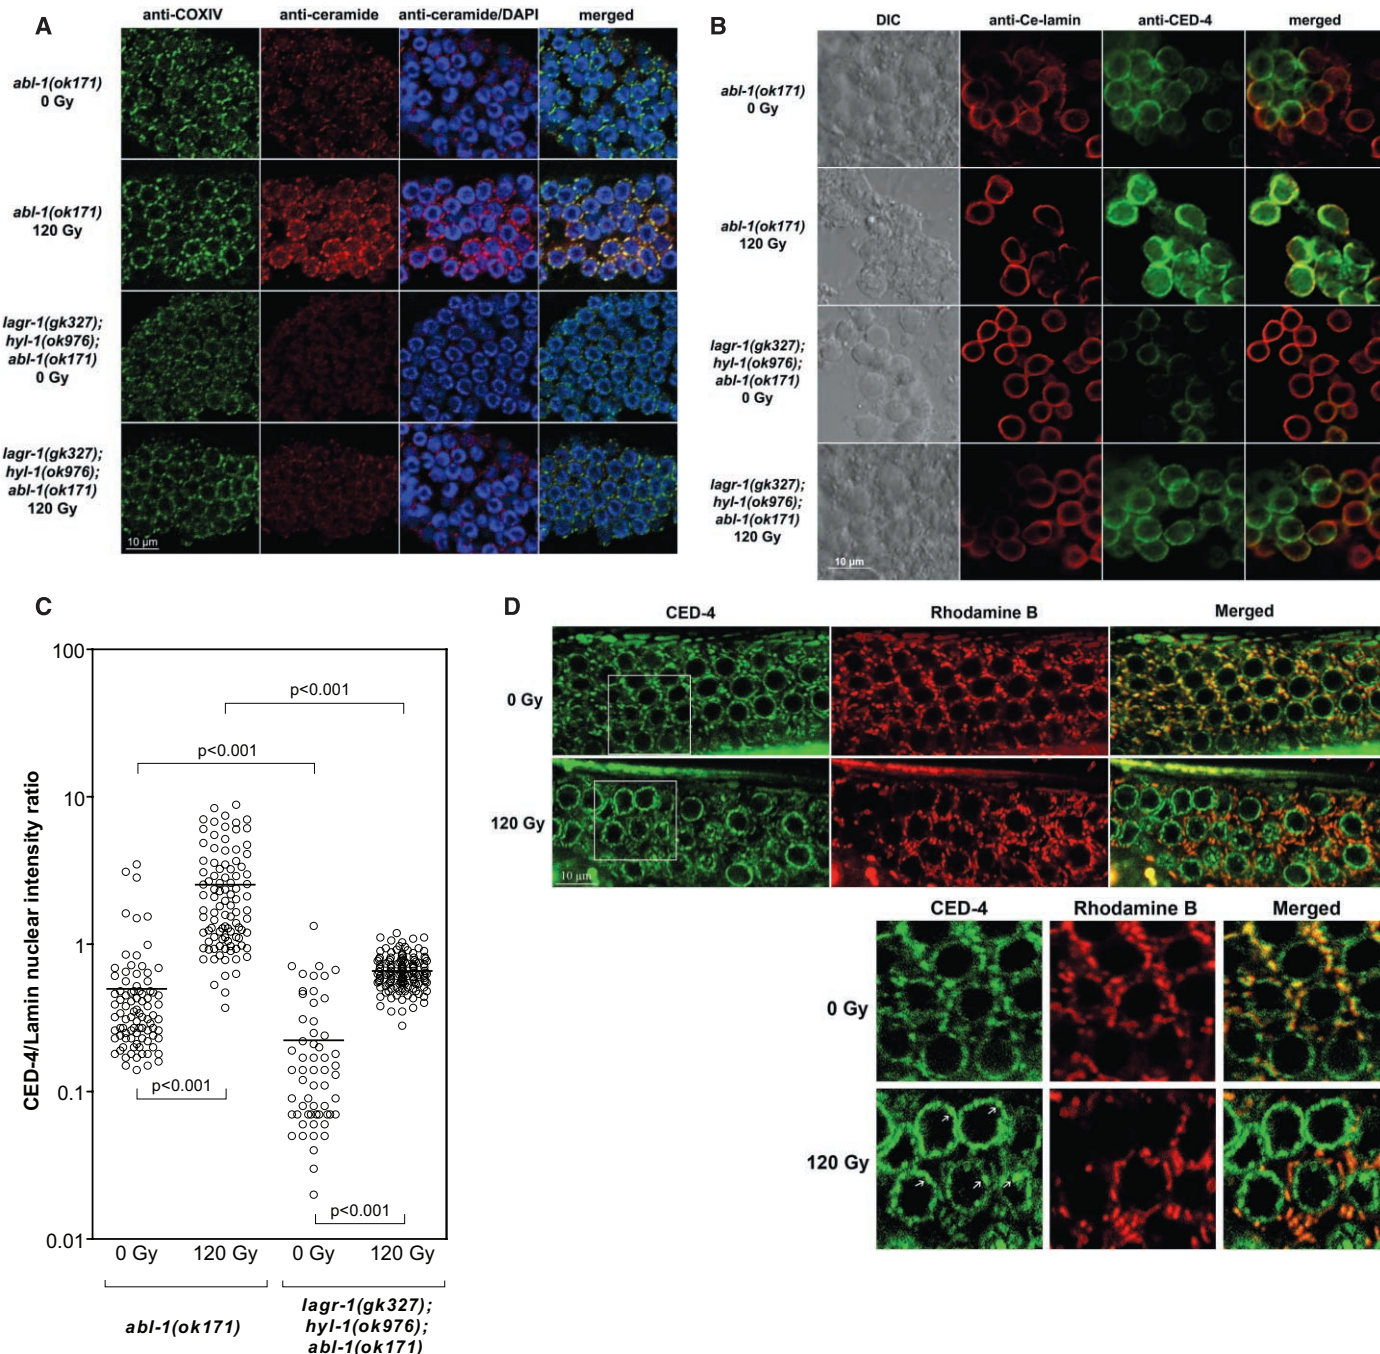 A
anti-COXIV anti-ceramide anti-ceramide/DAPI merged
abl-1(ok171)
0 Gy
abl-1(ok171)
120 Gy
lagr-1(gk327);
hyl-1(ok976);
abl-1(ok171)
0 Gy
lagr-1(gk327);
hyl-1(ok976);
abl-1(ok171)
120 Gy
10 µm
B
DIC anti-Ce-lamin anti-CED-4 merged
abl-1(ok171)
0 Gy
abl-1(ok171)
120 Gy
lagr-1(gk327);
hyl-1(ok976);
abl-1(ok171)
0 Gy
lagr-1(gk327);
hyl-1(ok976);
abl-1(ok171)
120 Gy
10 µm
C
CED-4/Lamin nuclear intensity ratio
100
10
1
0.1
0.01
p<0.001
p<0.001
p<0.001
p<0.001
0 Gy 120 Gy 0 Gy 120 Gy
abl-1(ok171)
lagr-1(gk327);
hyl-1(ok976);
abl-1(ok171)
D
CED-4 Rhodamine B Merged
0 Gy
120 Gy
10 µm
CED-4 Rhodamine B Merged
0 Gy
120 Gy